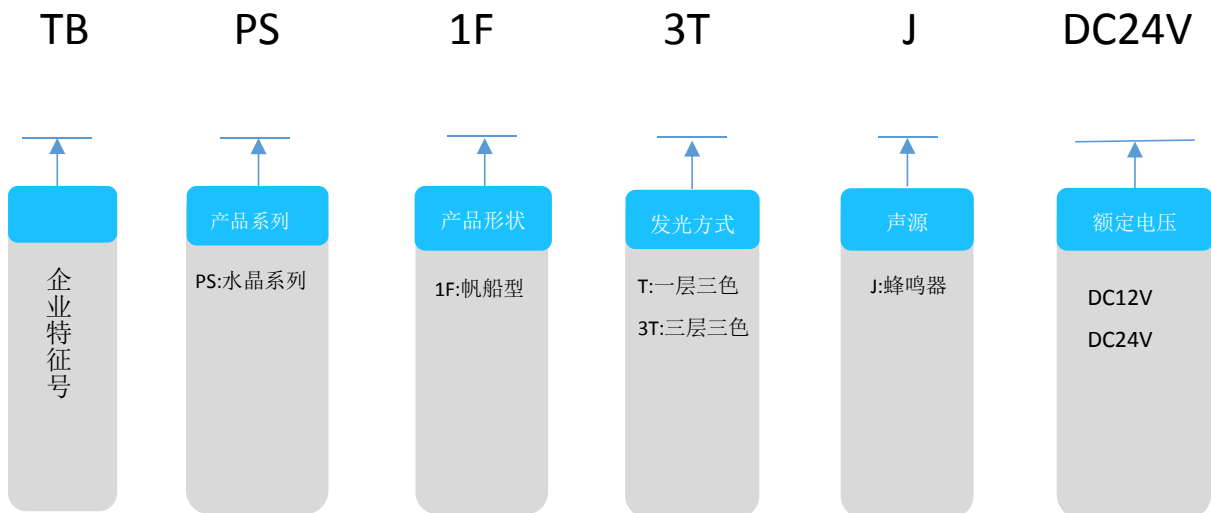 TB PS 1F 3T J DC24V
产品系列 产品形状 发光方式 声源 额定电压
企业特征号
PS:水晶系列
1F:帆船型
T:一层三色
3T:三层三色
J:蜂鸣器
DC12V
DC24V